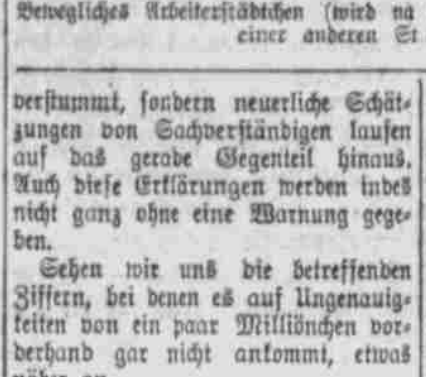 Bewegliches Arbeiterstädtchen (wird na
einer anderen St
verstummt, sondern neuerliche Schät-
zungen von Sachverständigen laufen
auf das gerade Gegenteil hinaus.
Auch diese Erklärungen werden indes
nicht ganz ohne eine Warnung gege-
ben.
Sehen wir uns die betreffenden
Ziffern, bei denen es auf Ungenauig-
keiten von ein paar Milliönchen vor-
derhand gar nicht ankommt, etwas